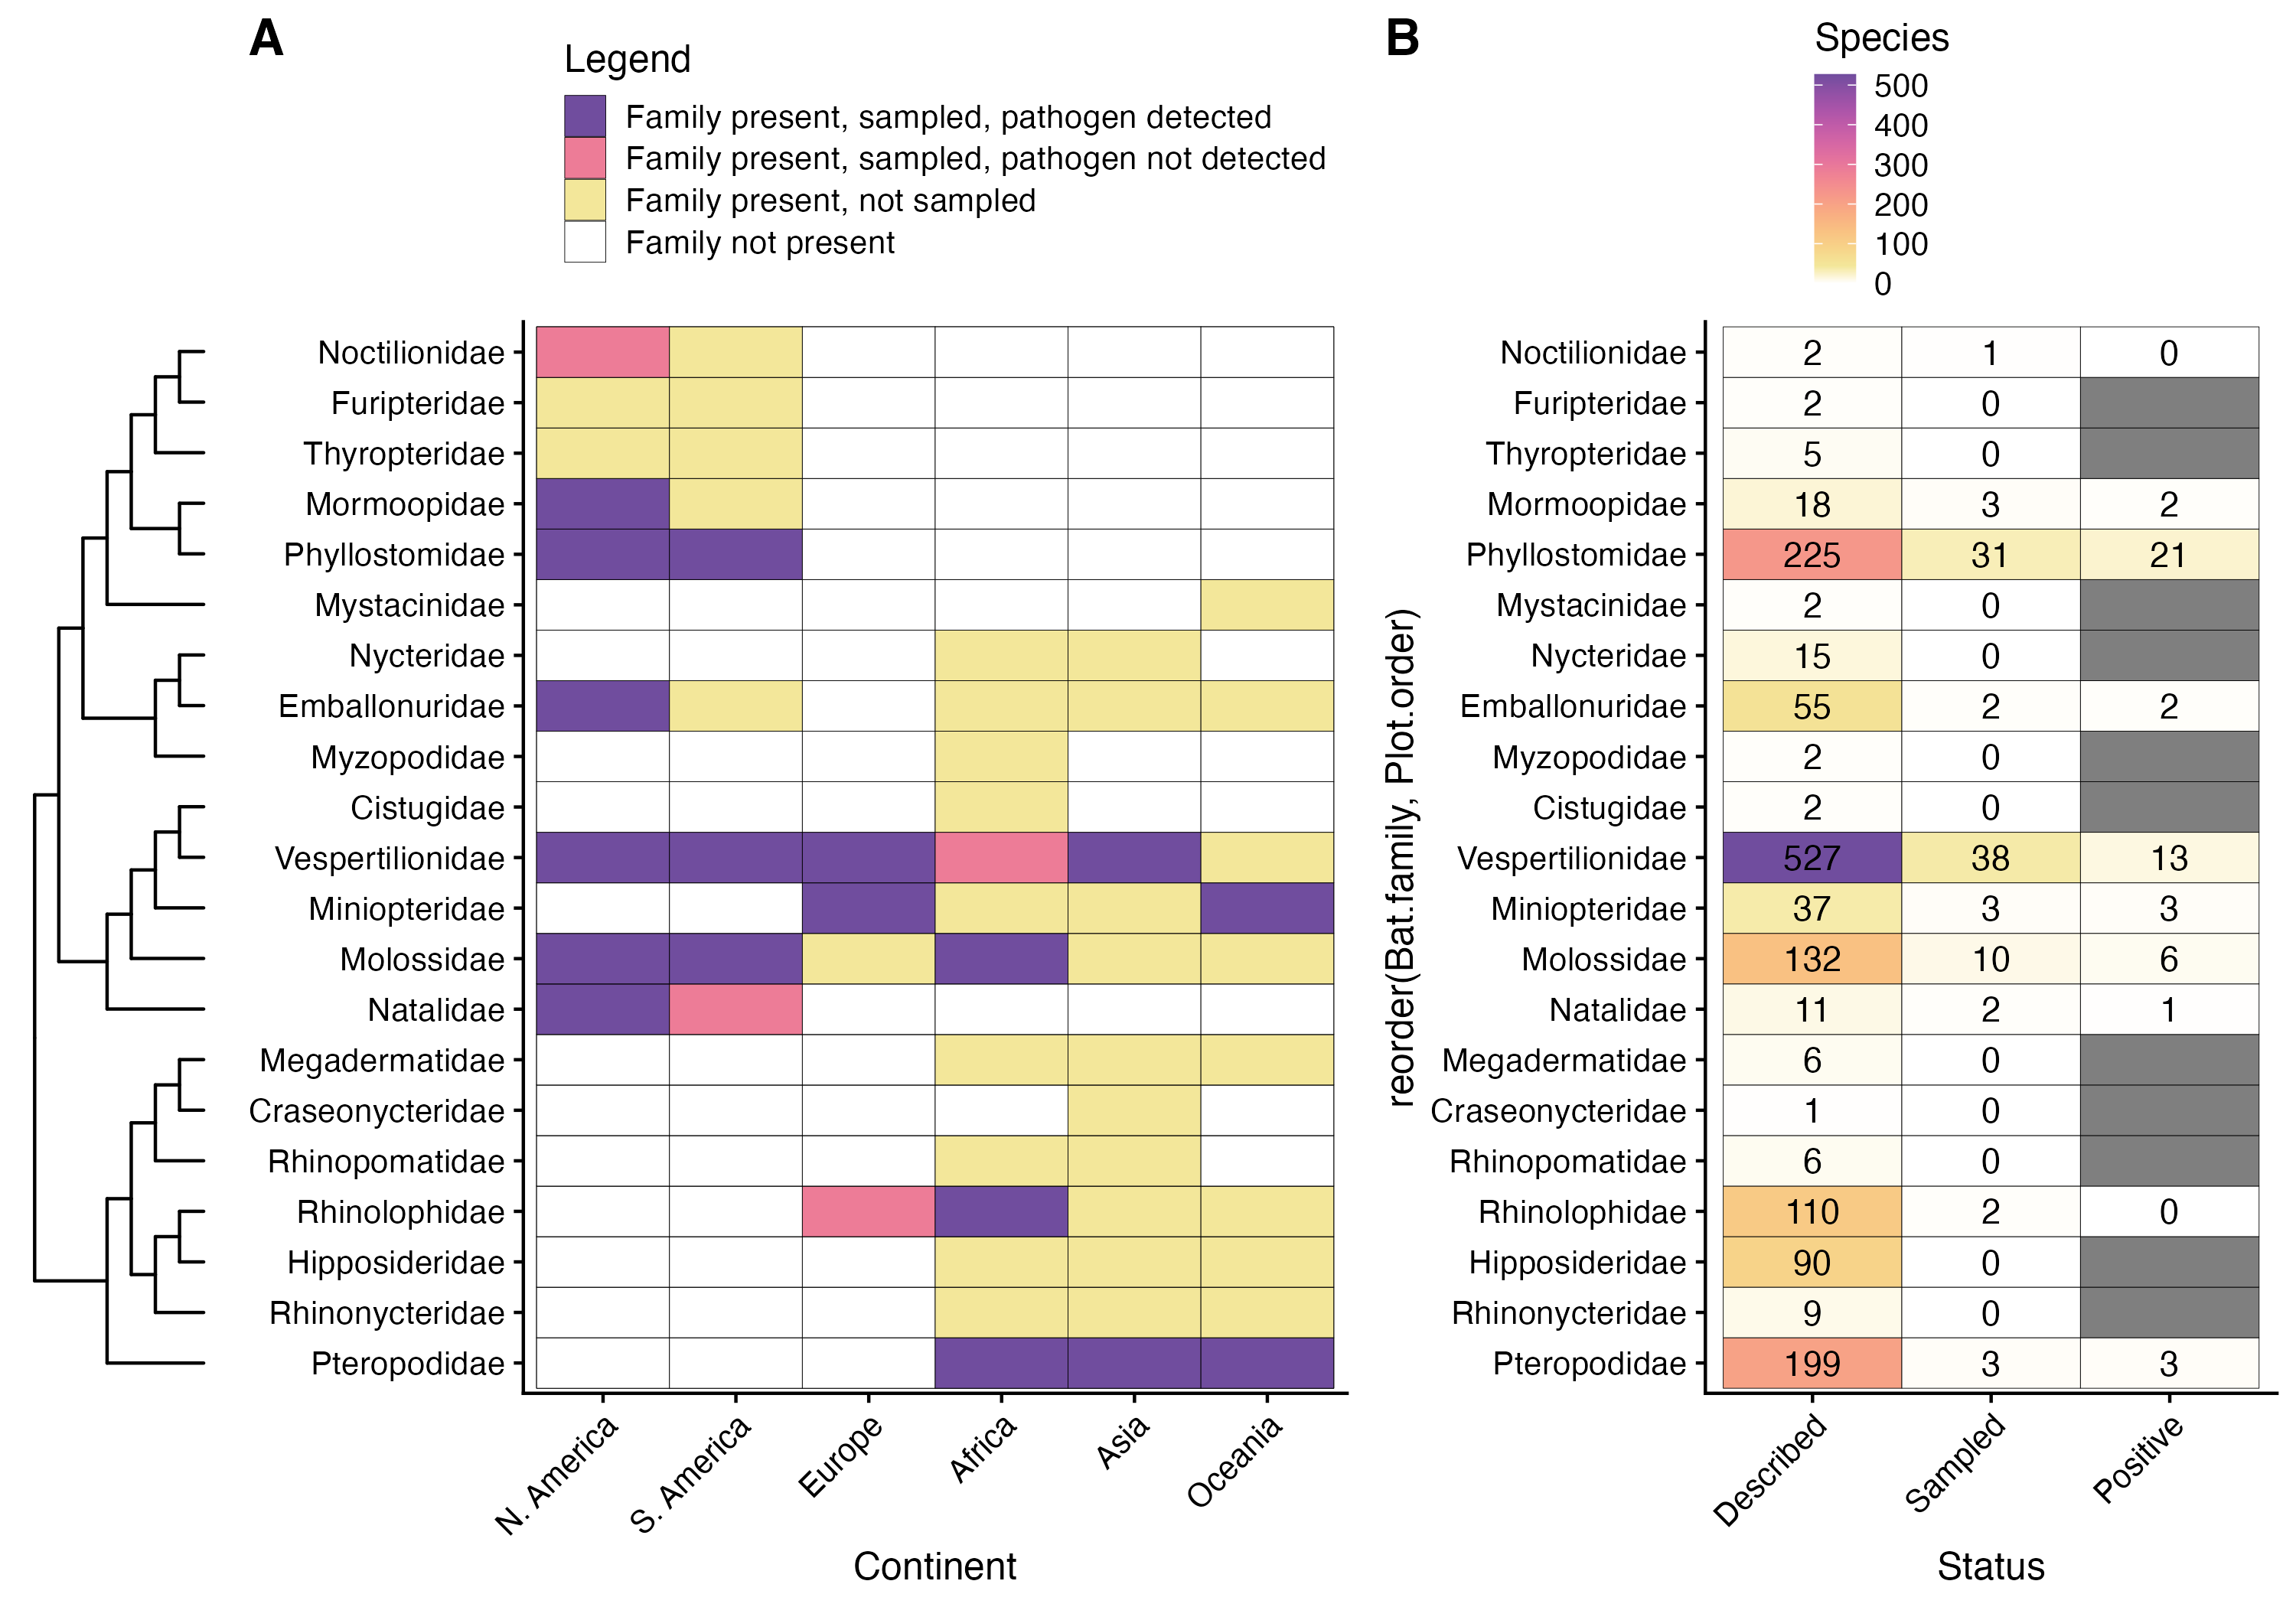 A
Legend
Family present, sampled, pathogen detected
Family present, sampled, pathogen not detected
Family present, not sampled
Family not present
Noctilionidae
Furipteridae
Thyropteridae
Mormoopidae
Phyllostomidae
Mystacinidae
Nycteridae
Emballonuridae
Myzopodidae
Cistugidae
Vespertilionidae
Miniopteridae
Molossidae
Natalidae
Megadermatidae
Craseonycteridae
Rhinopomatidae
Rhinolophidae
Hipposideridae
Rhinonycteridae
Pteropodidae
N. America
S. America
Europe
Africa
Asia
Oceania
Continent
B
Species
500
400
300
200
100
0
reorder(Bat.family, Plot.order)
Noctilionidae 2 1 0
Furipteridae 2 0
Thyropteridae 5 0
Mormoopidae 18 3 2
Phyllostomidae 225 31 21
Mystacinidae 2 0
Nycteridae 15 0
Emballonuridae 55 2 2
Myzopodidae 2 0
Cistugidae 2 0
Vespertilionidae 527 38 13
Miniopteridae 37 3 3
Molossidae 132 10 6
Natalidae 11 2 1
Megadermatidae 6 0
Craseonycteridae 1 0
Rhinopomatidae 6 0
Rhinolophidae 110 2 0
Hipposideridae 90 0
Rhinonycteridae 9 0
Pteropodidae 199 3 3
Described
Sampled
Positive
Status